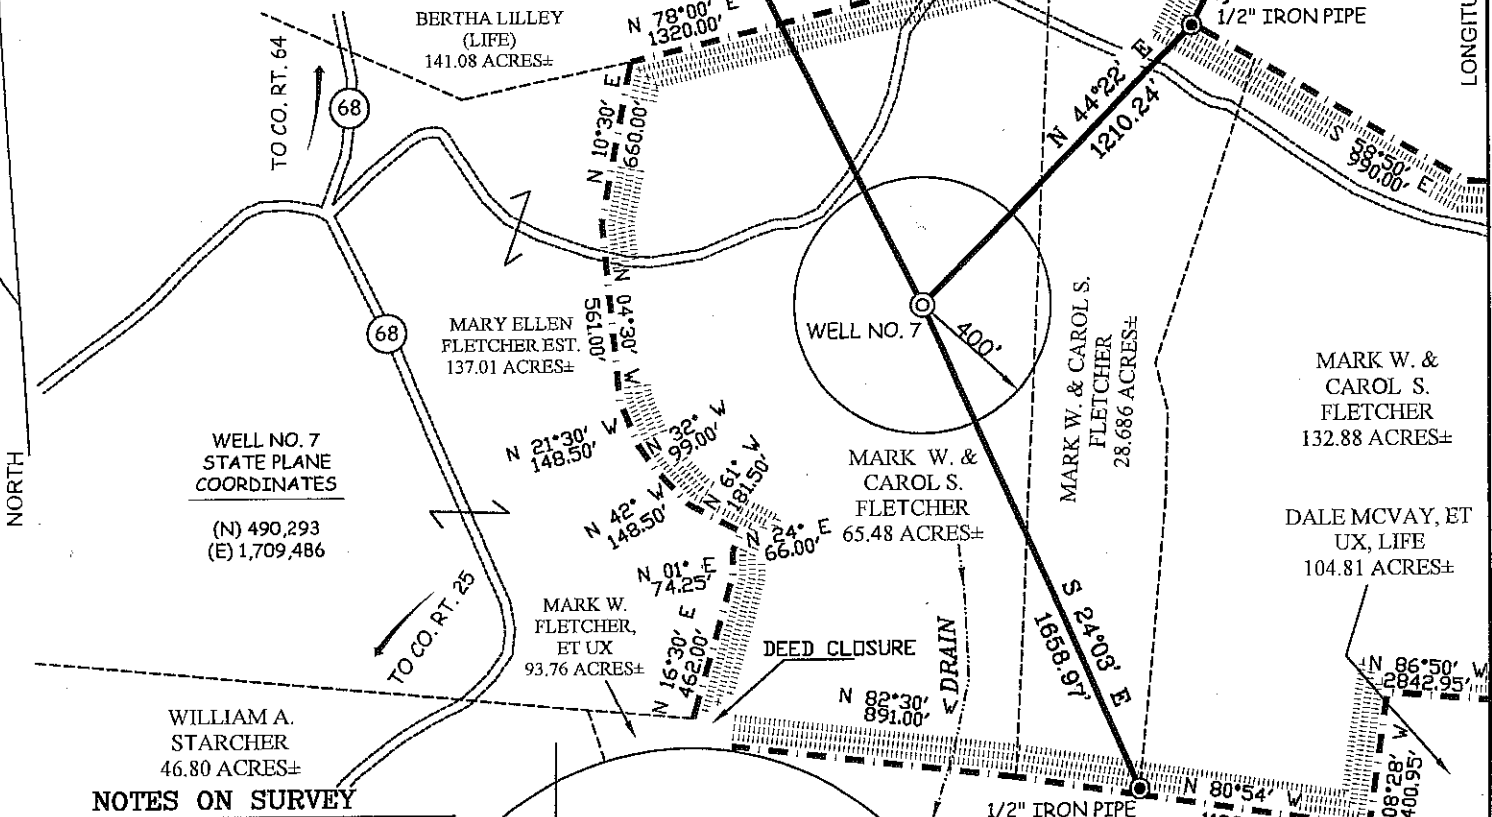 BERTHA LILLEY
(LIFE)
141.08 ACRES±
N 78°00' E
1320.00'
1/2" IRON PIPE
TO CO. RT. 64
68
N 10°30' E
660.00'
N 44°22' E
1210.24'
S 58°50' E
990.00'
N 04°30' W
561.00'
68
MARY ELLEN
FLETCHER EST.
137.01 ACRES±
WELL NO. 7
400'
MARK W. & CAROL S.
FLETCHER
28.686 ACRES±
MARK W. &
CAROL S.
FLETCHER
132.88 ACRES±
NORTH
WELL NO. 7
STATE PLANE
COORDINATES
(N) 490,293
(E) 1,709,486
N 21°30' W
148.50'
N 32° W
99.00'
N 61° W
181.50'
N 42° W
148.50'
N 24° E
66.00'
N 01° E
74.25'
MARK W. &
CAROL S.
FLETCHER
65.48 ACRES±
DALE MCVAY, ET
UX, LIFE
104.81 ACRES±
TO CO. RT. 25
MARK W.
FLETCHER,
ET UX
93.76 ACRES±
N 16°30' E
462.00'
DEED CLOSURE
DRAIN
S 24°03' E
1658.97'
N 82°30'
891.00'
N 86°50' W
2842.95'
WILLIAM A.
STARCHER
46.80 ACRES±
NOTES ON SURVEY
1/2" IRON PIPE
N 80°54' W
08°28' W
400.95'